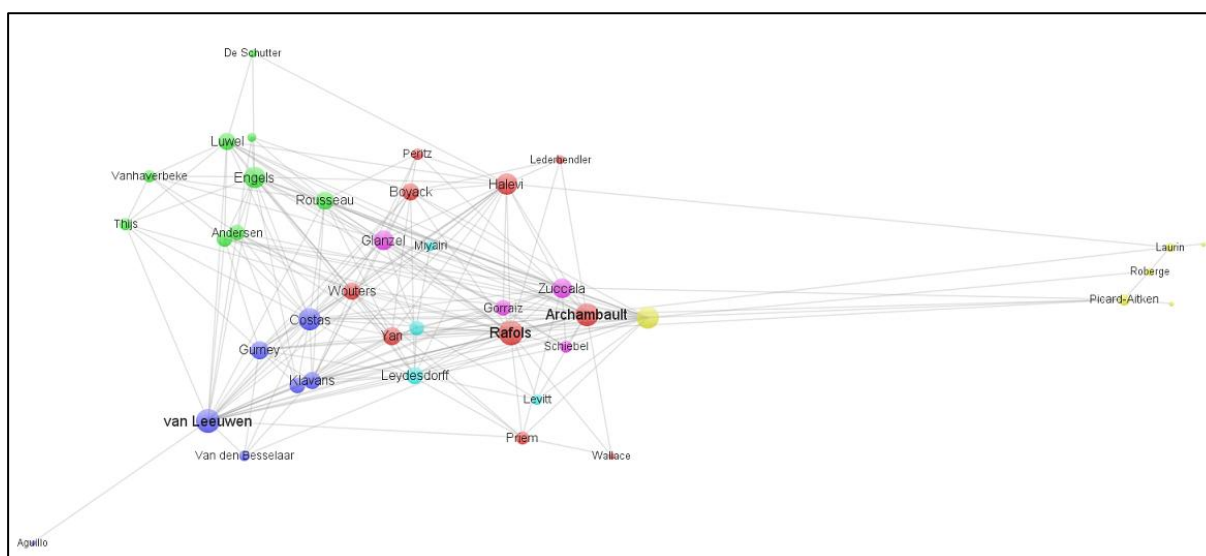 De Schutter
Luwel
Pentz
Lederhendler
Vanhaverbeke
Engels
Boyack
Halevi
Rousseau
Thijs
Andersen
Glanzel
Miyairi
Laurin
Roberge
Wouters
Zuccala
Picard-Aitken
Gorraiz
Costas
Archambault
Yan
Rafols
Schiebel
Gurney
Klavans
Leydesdorff
Levitt
van Leeuwen
Priem
Van den Besselaar
Wallace
Aguillo